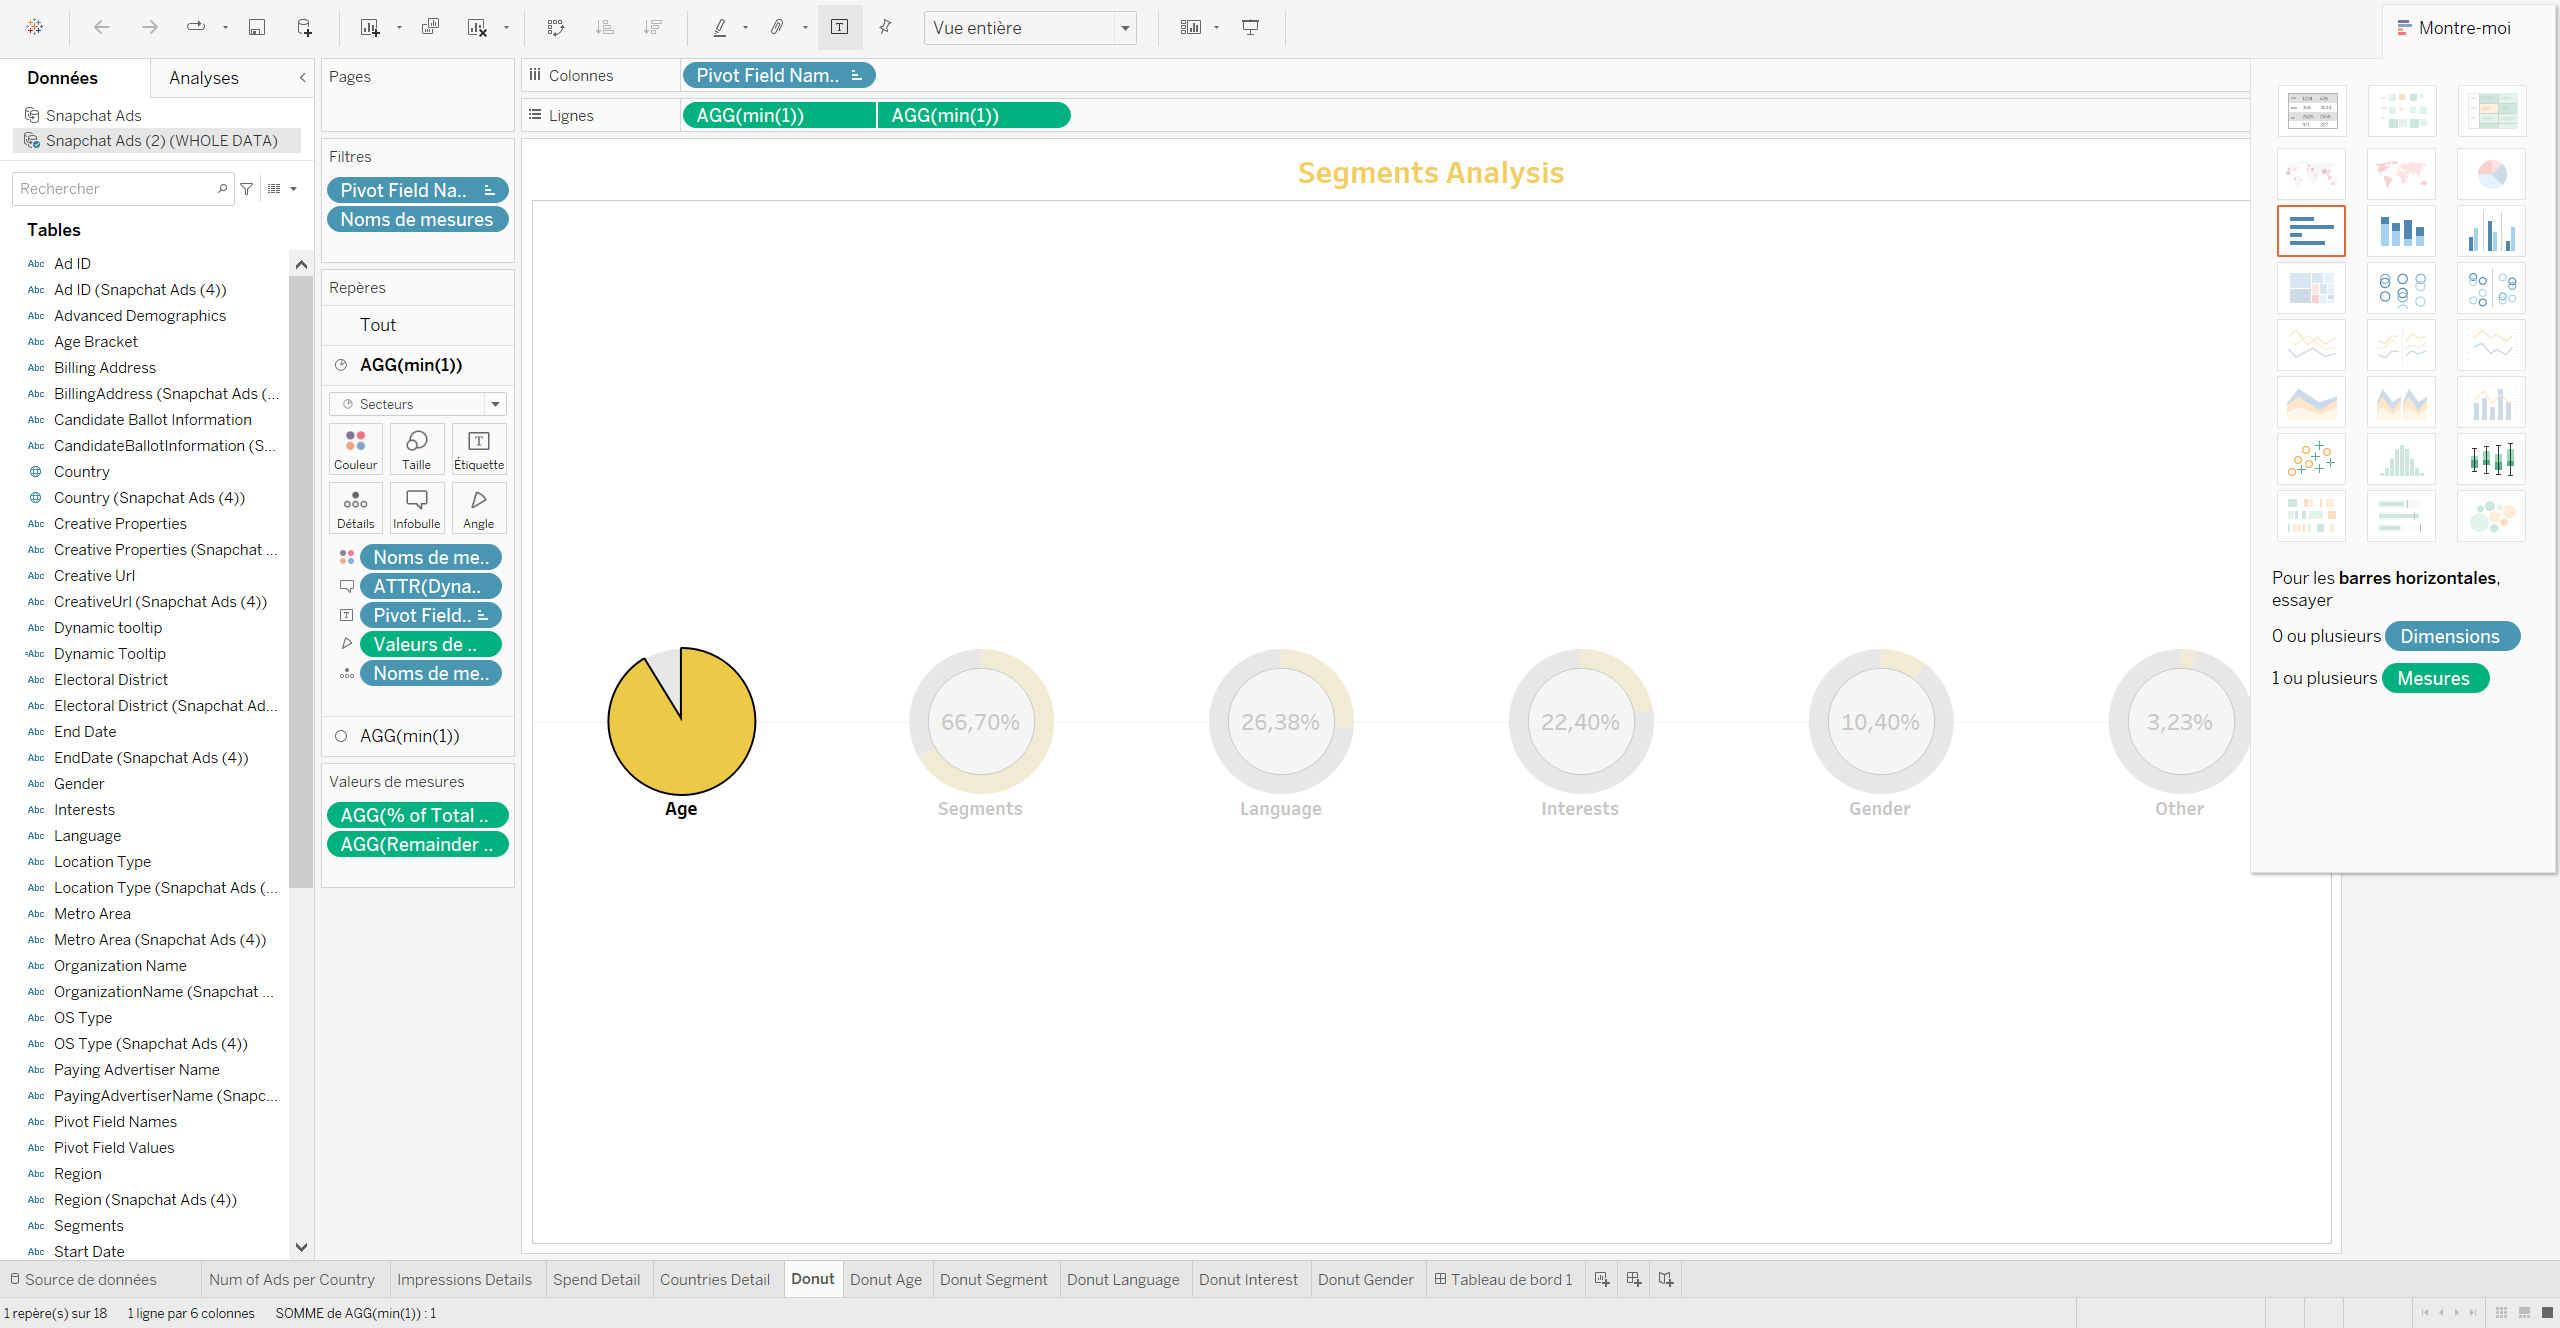 Vue entière
Montre-moi
Données
Analyses
Snapchat Ads
Snapchat Ads (2) (WHOLE DATA)
Rechercher
Tables
Abc Ad ID
Abc Ad ID (Snapchat Ads (4))
Abc Advanced Demographics
Abc Age Bracket
Abc Billing Address
Abc BillingAddress (Snapchat Ads (...
Abc Candidate Ballot Information
Abc CandidateBallotInformation (S...
Country
Country (Snapchat Ads (4))
Abc Creative Properties
Abc Creative Properties (Snapchat ...
Abc Creative Url
Abc CreativeUrl (Snapchat Ads (4))
Abc Dynamic tooltip
=Abc Dynamic Tooltip
Abc Electoral District
Abc Electoral District (Snapchat Ad...
Abc End Date
Abc EndDate (Snapchat Ads (4))
Abc Gender
Abc Interests
Abc Language
Abc Location Type
Abc Location Type (Snapchat Ads (...
Abc Metro Area
Abc Metro Area (Snapchat Ads (4))
Abc Organization Name
Abc OrganizationName (Snapchat ...
Abc OS Type
Abc OS Type (Snapchat Ads (4))
Abc Paying Advertiser Name
Abc PayingAdvertiserName (Snapc...
Abc Pivot Field Names
Abc Pivot Field Values
Abc Region
Abc Region (Snapchat Ads (4))
Abc Segments
Abc Start Date
Pages
Filtres
Pivot Field Na..
Noms de mesures
Repères
Tout
AGG(min(1))
Secteurs
Couleur Taille Étiquette
Détails Infobulle Angle
Noms de me..
ATTR(Dyna..
Pivot Field..
Valeurs de ..
Noms de me..
AGG(min(1))
Valeurs de mesures
AGG(% of Total ..
AGG(Remainder ..
Colonnes Pivot Field Nam..
Lignes AGG(min(1)) AGG(min(1))
Segments Analysis
66,70% 26,38% 22,40% 10,40% 3,23%
Age Segments Language Interests Gender Other
Pour les barres horizontales,
essayer
0 ou plusieurs Dimensions
1 ou plusieurs Mesures
Source de données Num of Ads per Country Impressions Details Spend Detail Countries Detail Donut Donut Age Donut Segment Donut Language Donut Interest Donut Gender Tableau de bord 1
1 repère(s) sur 18 1 ligne par 6 colonnes SOMME de AGG(min(1)) : 1